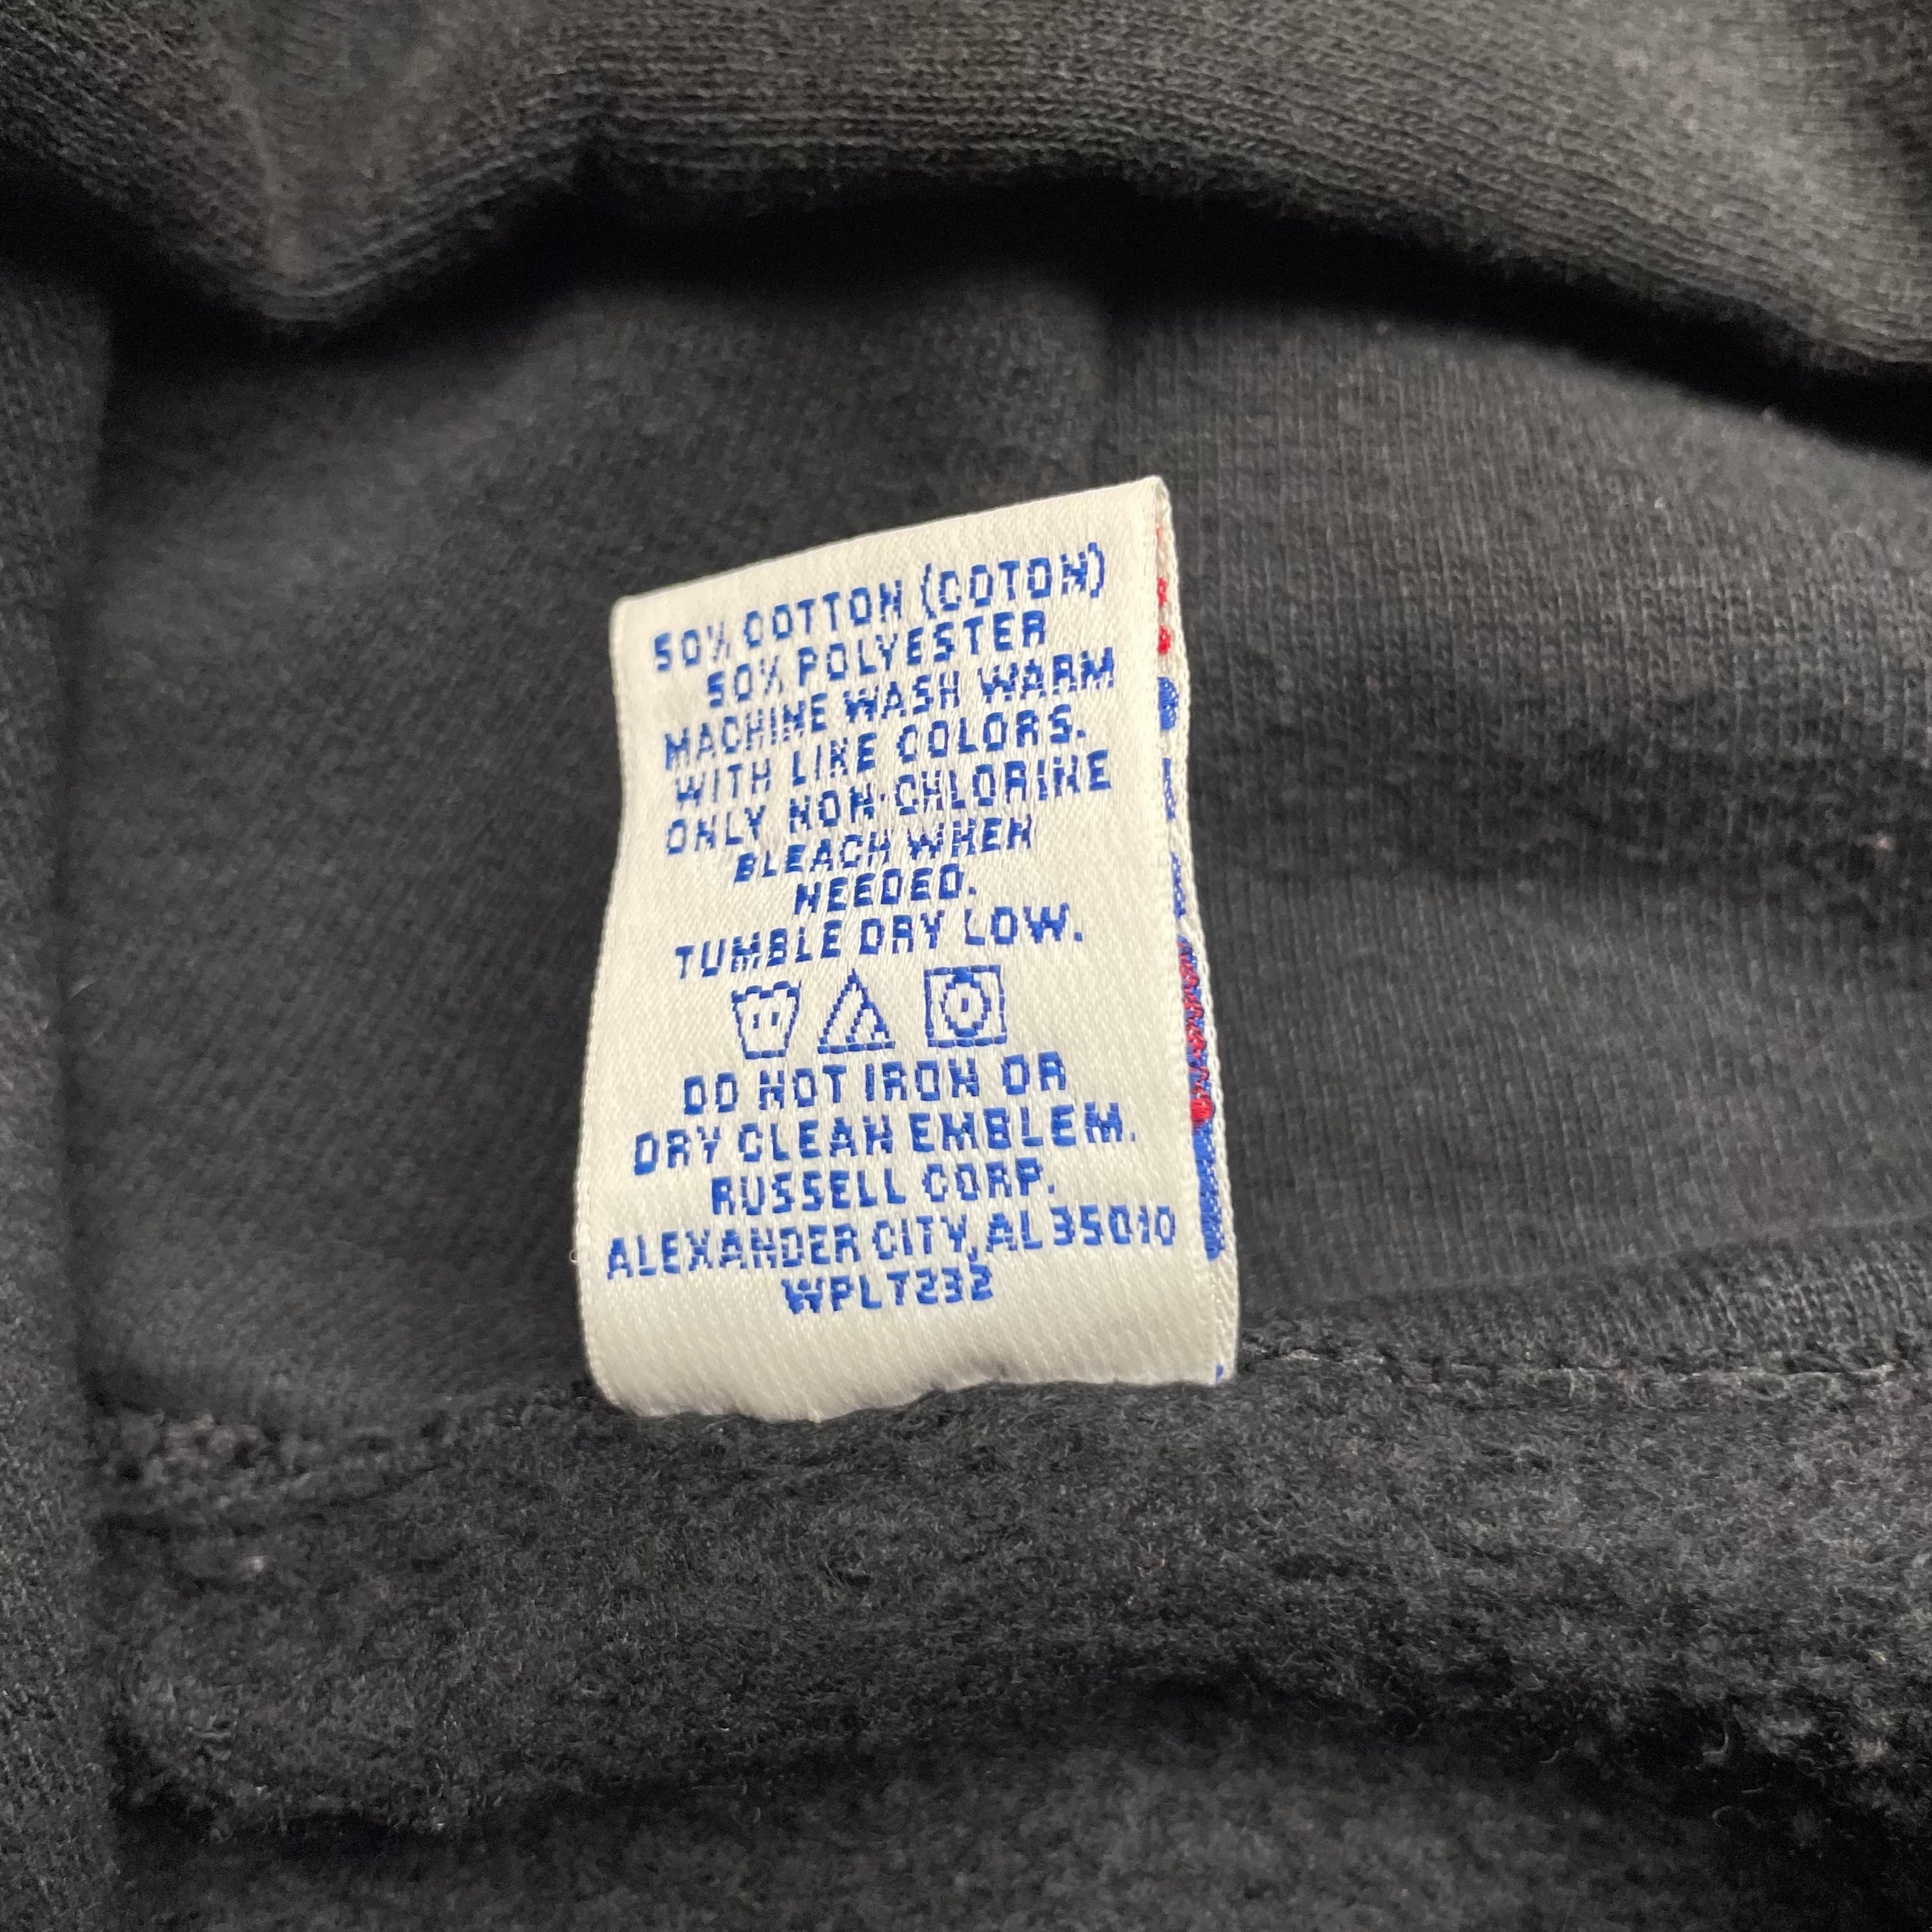 50% COTTON (COTON)
50% POLYESTER
MACHINE WASH WARM
WITH LIKE COLORS.
ONLY NON-CHLORINE
BLEACH WHEN
NEEDED.
TUMBLE DRY LOW.
DO NOT IRON OR
DRY CLEAN EMBLEM.
RUSSELL CORP.
ALEXANDER CITY, AL 35010
WPL7232